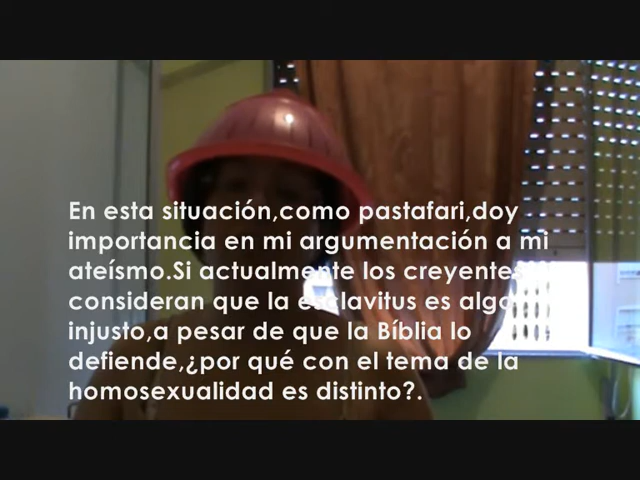 En esta situación,como pastafari,doy
importancia en mi argumentación a mi
ateísmo.Si actualmente los creyentes
consideran que la esclavitus es algo
injusto,a pesar de que la Bíblia lo
defiende,¿por qué con el tema de la
homosexualidad es distinto?.